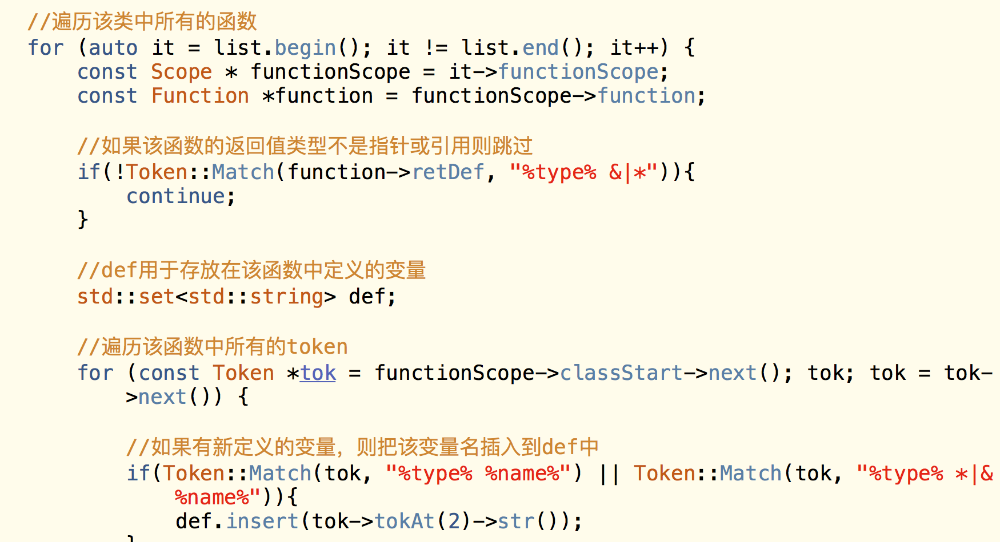 //遍历该类中所有的函数
for (auto it = list.begin(); it != list.end(); it++) {
const Scope * functionScope = it->functionScope;
const Function *function = functionScope->function;
//如果该函数的返回值类型不是指针或引用则跳过
if(!Token::Match(function->retDef, "%type% &|*")){
continue;
}
//def用于存放在该函数中定义的变量
std::set<std::string> def;
//遍历该函数中所有的token
for (const Token *tok = functionScope->classStart->next(); tok; tok = tok-
>next()) {
//如果有新定义的变量，则把该变量名插入到def中
if(Token::Match(tok, "%type% %name%") || Token::Match(tok, "%type% *|&
%name%")){
def.insert(tok->tokAt(2)->str());
}